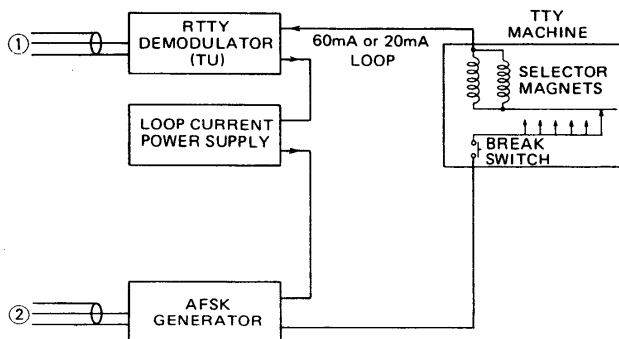 ①
RTTY
DEMODULATOR
(TU)
60mA or 20mA
LOOP
TTY
MACHINE
SELECTOR
MAGNETS
LOOP CURRENT
POWER SUPPLY
BREAK
SWITCH
②
AFSK
GENERATOR